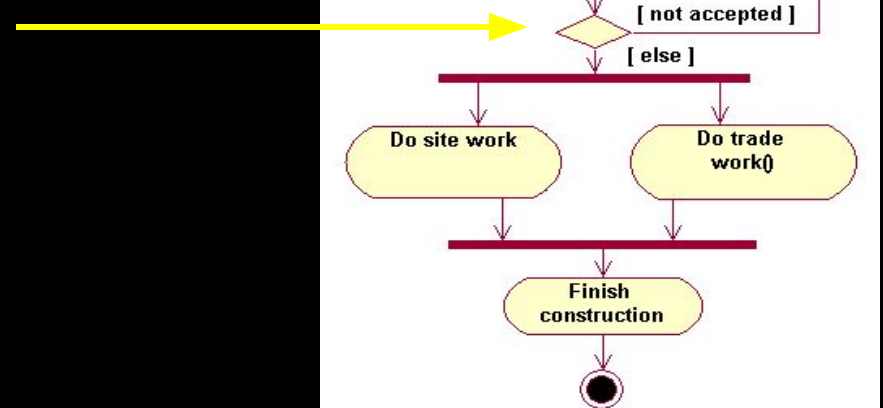 [ not accepted ]
[ else ]
Do site work
Do trade
work()
Finish
construction